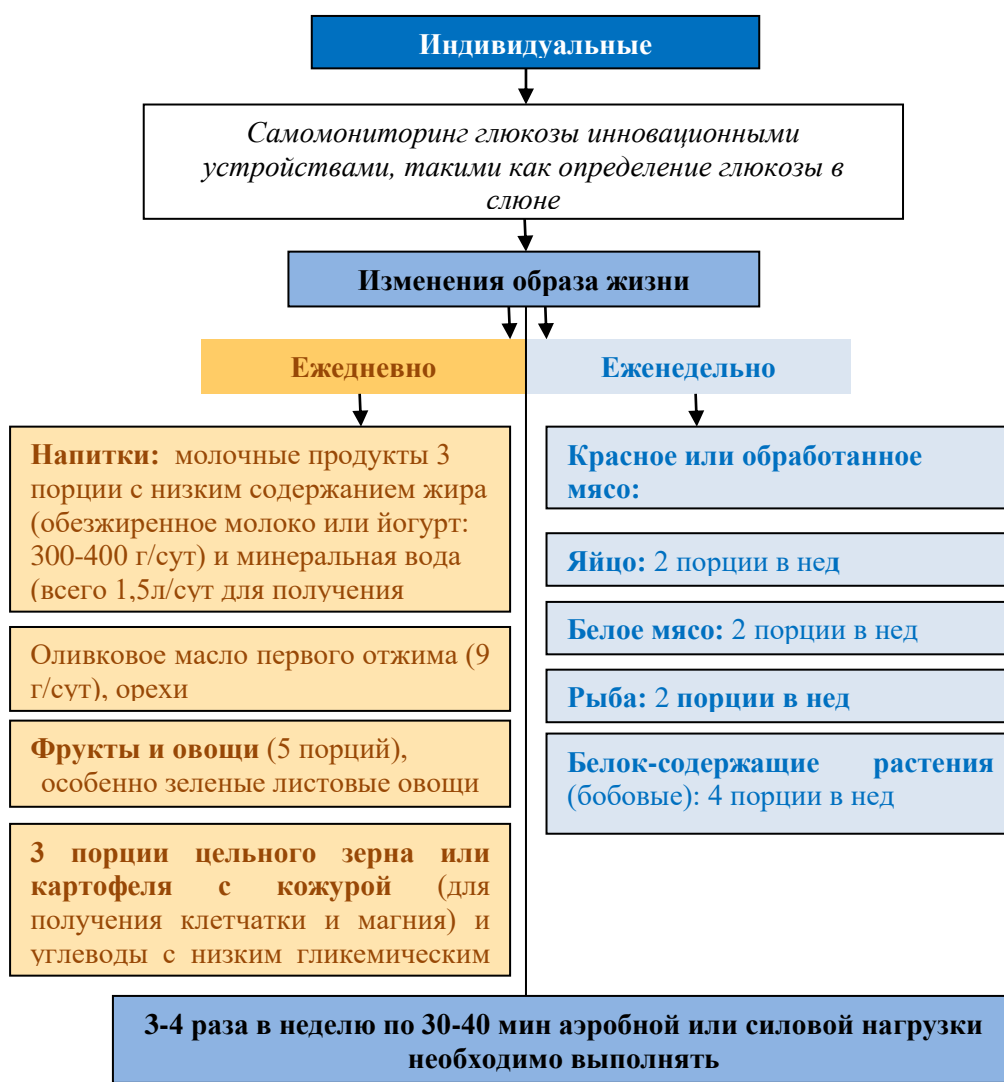 Индивидуальные
Самомониторинг глюкозы инновационными
устройствами, такими как определение глюкозы в
слюне
Изменения образа жизни
Ежедневно
Еженедельно
Напитки: молочные продукты 3
порции с низким содержанием жира
(обезжиренное молоко или йогурт:
300-400 г/сут) и минеральная вода
(всего 1,5л/сут для получения
Оливковое масло первого отжима (9
г/сут), орехи
Фрукты и овощи (5 порций),
особенно зеленые листовые овощи
3 порции цельного зерна или
картофеля с кожурой (для
получения клетчатки и магния) и
углеводы с низким гликемическим
Красное или обработанное
мясо:
Яйцо: 2 порции в нед
Белое мясо: 2 порции в нед
Рыба: 2 порции в нед
Белок-содержащие растения
(бобовые): 4 порции в нед
3-4 раза в неделю по 30-40 мин аэробной или силовой нагрузки
необходимо выполнять